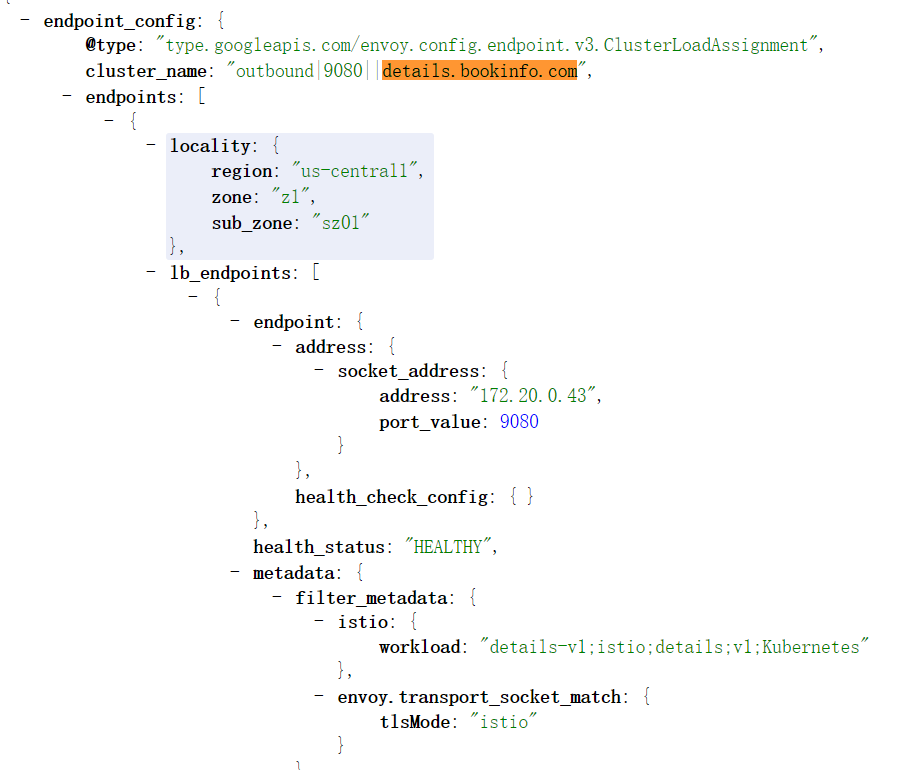 - endpoint_config: {
@type: "type.googleapis.com/envoy.config.endpoint.v3.ClusterLoadAssignment",
cluster_name: "outbound|9080||details.bookinfo.com",
- endpoints: [
- {
- locality: {
region: "us-central1",
zone: "z1",
sub_zone: "sz01"
},
- lb_endpoints: [
- {
- endpoint: {
- address: {
- socket_address: {
address: "172.20.0.43",
port_value: 9080
}
},
health_check_config: { }
},
health_status: "HEALTHY",
- metadata: {
- filter_metadata: {
- istio: {
workload: "details-v1;istio;details;v1;Kubernetes"
},
- envoy.transport_socket_match: {
tlsMode: "istio"
}
}